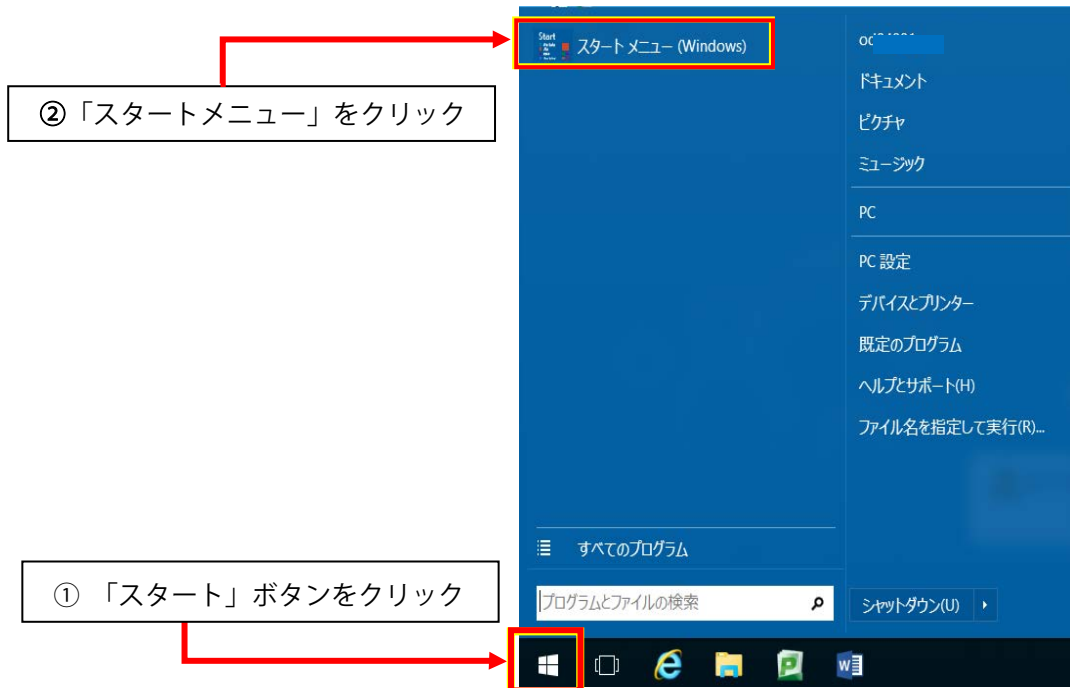 Start
スタート メニュー (Windows)
②「スタートメニュー」をクリック
ドキュメント
ピクチャ
ミュージック
PC
PC 設定
デバイスとプリンター
既定のプログラム
ヘルプとサポート(H)
ファイル名を指定して実行(R)...
すべてのプログラム
① 「スタート」ボタンをクリック
プログラムとファイルの検索
シャットダウン(U)